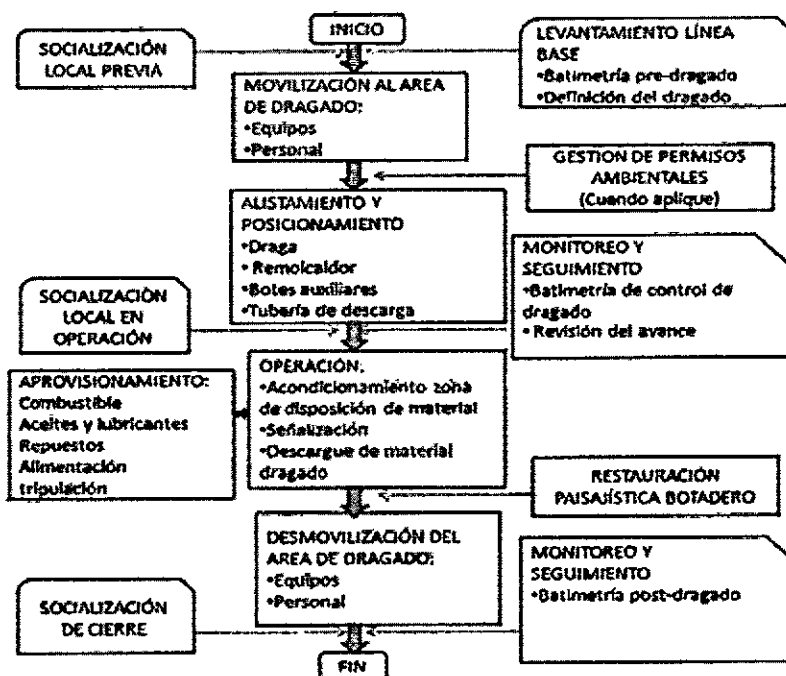 INICIO
SOCIALIZACIÓN
LOCAL PREVIA
LEVANTAMIENTO LÍNEA
BASE
•Batimetría pre-dragado
•Definición del dragado
MOVILIZACIÓN AL AREA
DE DRAGADO:
•Equipos
•Personal
GESTION DE PERMISOS
AMBIENTALES
(Cuando aplique)
ALISTAMIENTO Y
POSICIONAMIENTO
•Draga
• Remolcaldor
•Botes auxiliares
•Tubería de descarga
SOCIALIZACIÓN
LOCAL EN
OPERACIÓN
MONITOREO Y
SEGUIMIENTO
•Batimetría de control de
dragado
• Revisión del avance
APROVISIONAMIENTO:
Combustible
Aceites y lubricantes
Repuestos
Alimentación
tripulación
OPERACIÓN:
•Acondicionamiento zona
de disposición de material
•Señalización
•Descargue de material
dragado
RESTAURACIÓN
PAISAJÍSTICA BOTADERO
DESMOVILIZACIÓN DEL
AREA DE DRAGADO:
•Equipos
•Personal
MONITOREO Y
SEGUIMIENTO
•Batimetría post-dragado
SOCIALIZACIÓN
DE CIERRE
FIN